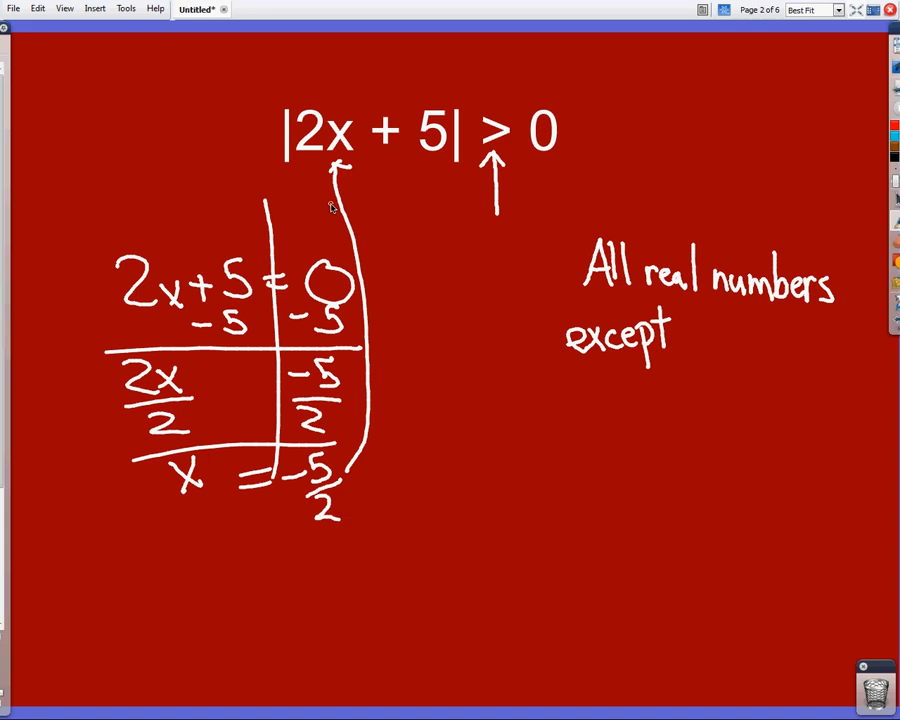 File Edit View Insert Tools Help Untitled* Page 2 of 6 Best Fit
|2x + 5| > 0
2x+5 = 0
-5 -5
2x -5
2 2
x = -5
2
All real numbers
except